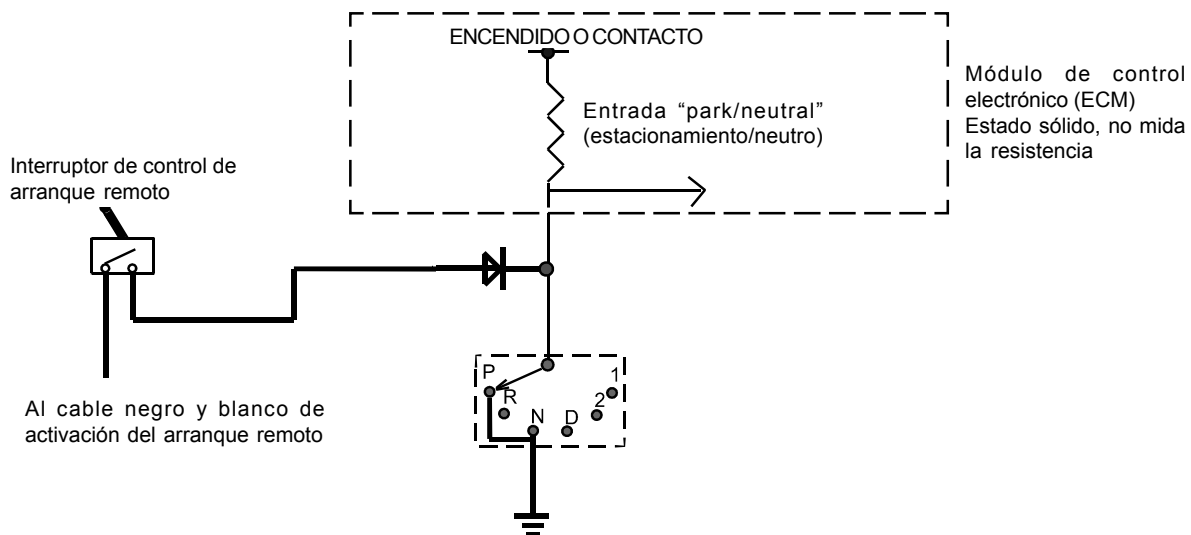 ENCENDIDO O CONTACTO
Entrada “park/neutral”
(estacionamiento/neutro)
Módulo de control
electrónico (ECM)
Estado sólido, no mida
la resistencia
Interruptor de control de
arranque remoto
Al cable negro y blanco de
activación del arranque remoto
P
R
N
D
2
1